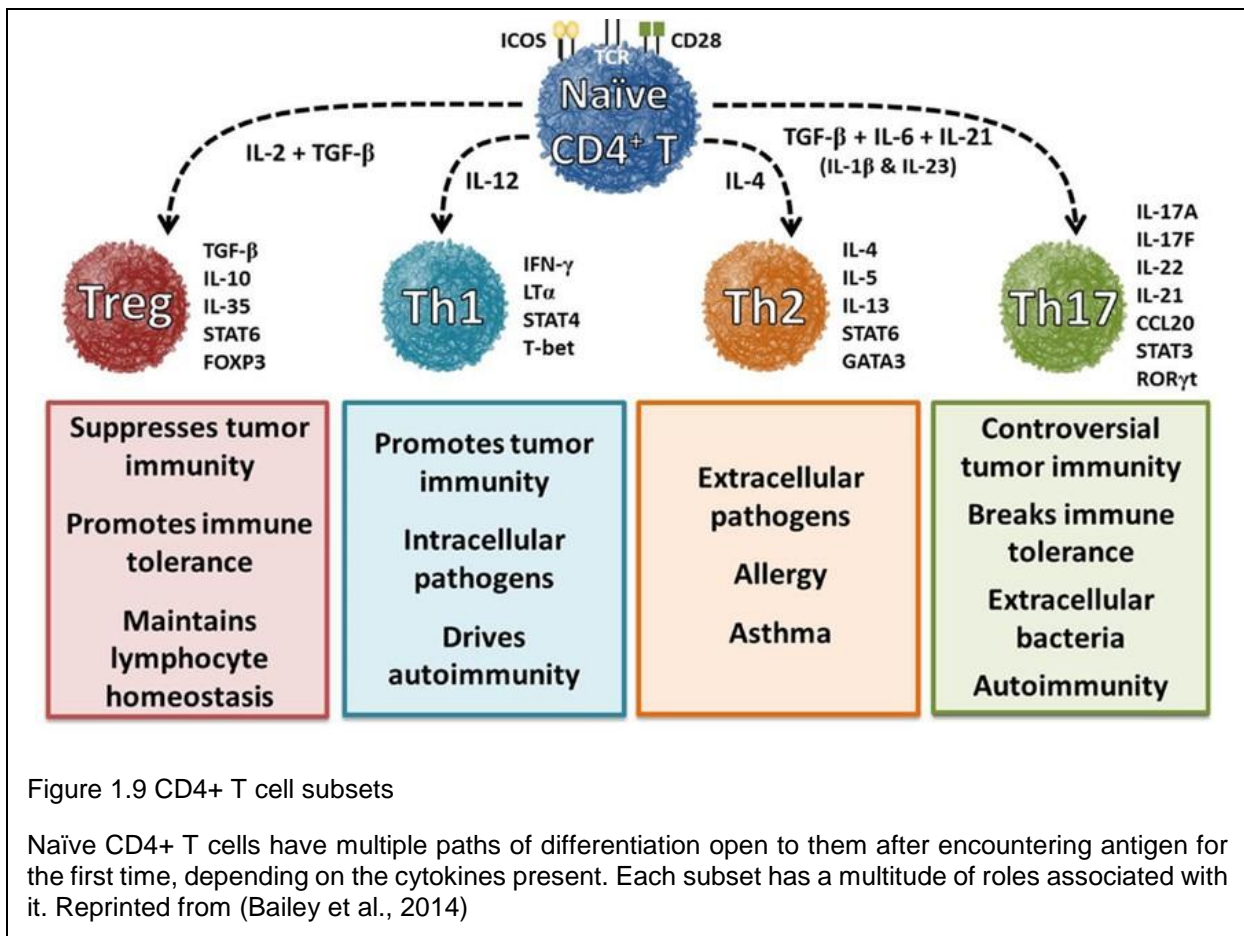 ICOS
CD28
TCR
Naïve
CD4⁺ T
IL-2 + TGF-β
IL-12
IL-4
TGF-β + IL-6 + IL-21
(IL-1β & IL-23)
Treg
TGF-β
IL-10
IL-35
STAT6
FOXP3
Th1
IFN-γ
LTα
STAT4
T-bet
Th2
IL-4
IL-5
IL-13
STAT6
GATA3
Th17
IL-17A
IL-17F
IL-22
IL-21
CCL20
STAT3
RORγt
Suppresses tumor
immunity
Promotes immune
tolerance
Maintains
lymphocyte
homeostasis
Promotes tumor
immunity
Intracellular
pathogens
Drives
autoimmunity
Extracellular
pathogens
Allergy
Asthma
Controversial
tumor immunity
Breaks immune
tolerance
Extracellular
bacteria
Autoimmunity
Figure 1.9 CD4+ T cell subsets
Naïve CD4+ T cells have multiple paths of differentiation open to them after encountering antigen for
the first time, depending on the cytokines present. Each subset has a multitude of roles associated with
it. Reprinted from (Bailey et al., 2014)